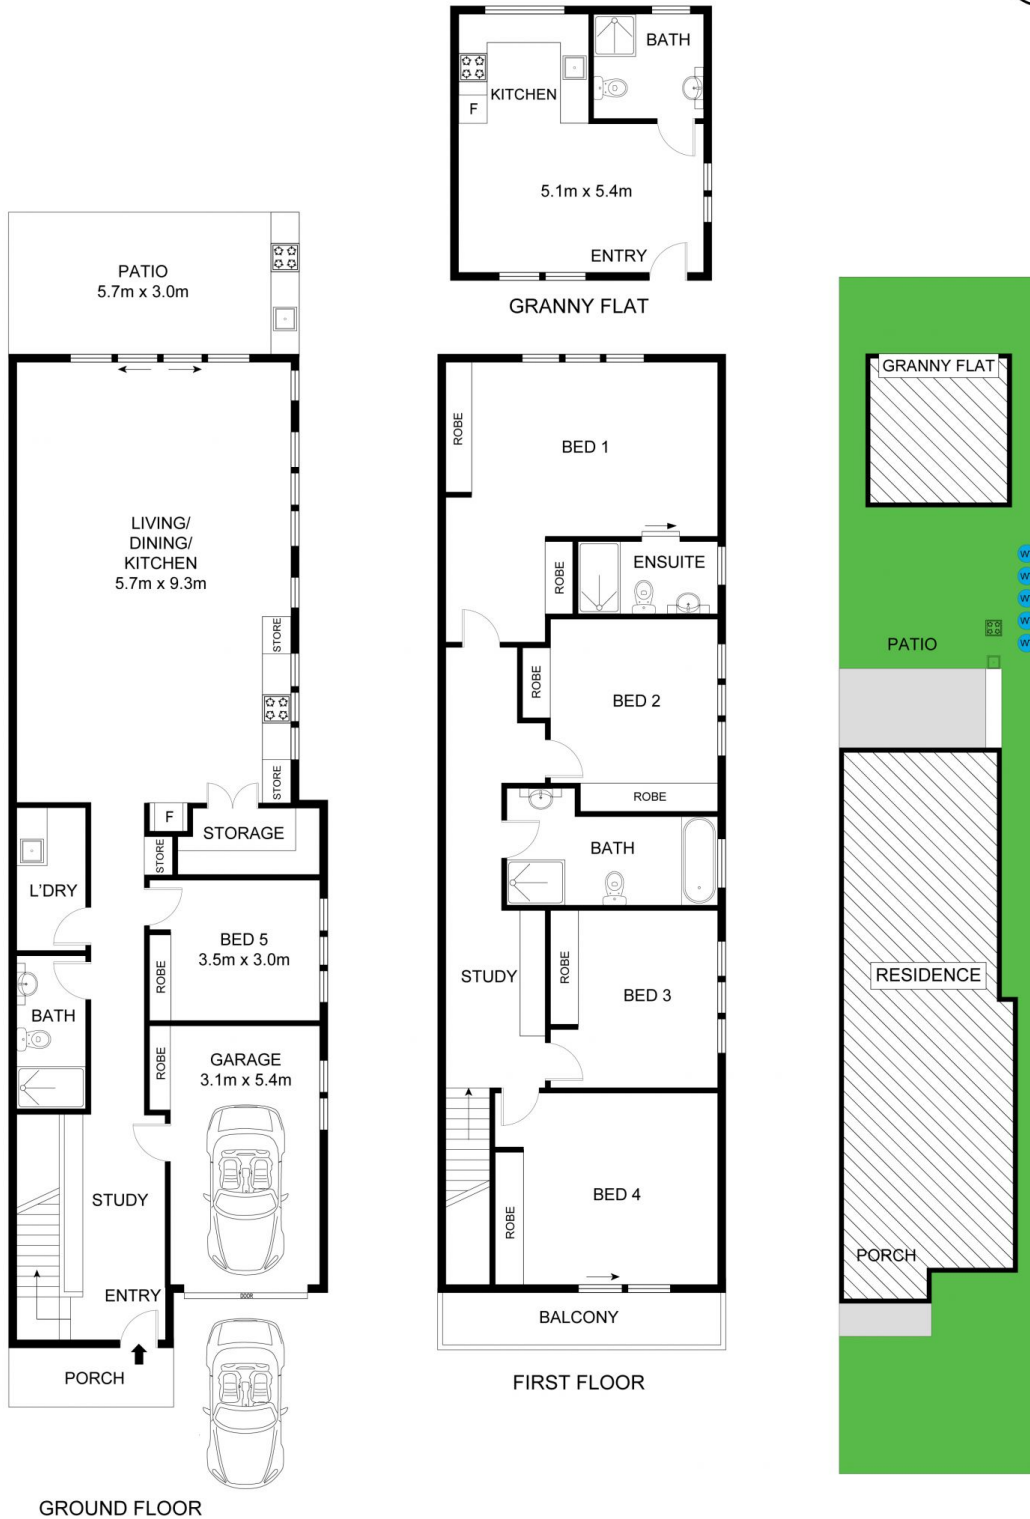 BATH
KITCHEN
F
5.1m x 5.4m
ENTRY
GRANNY FLAT
PATIO
5.7m x 3.0m
LIVING/
DINING/
KITCHEN
5.7m x 9.3m
STORE
STORE
F
STORAGE
STORE
L'DRY
BED 5
3.5m x 3.0m
ROBE
BATH
ROBE
GARAGE
3.1m x 5.4m
STUDY
ENTRY
DOOR
PORCH
GROUND FLOOR
ROBE
BED 1
ROBE
ENSUITE
ROBE
BED 2
ROBE
BATH
STUDY
ROBE
BED 3
ROBE
BED 4
BALCONY
FIRST FLOOR
GRANNY FLAT
PATIO
RESIDENCE
PORCH